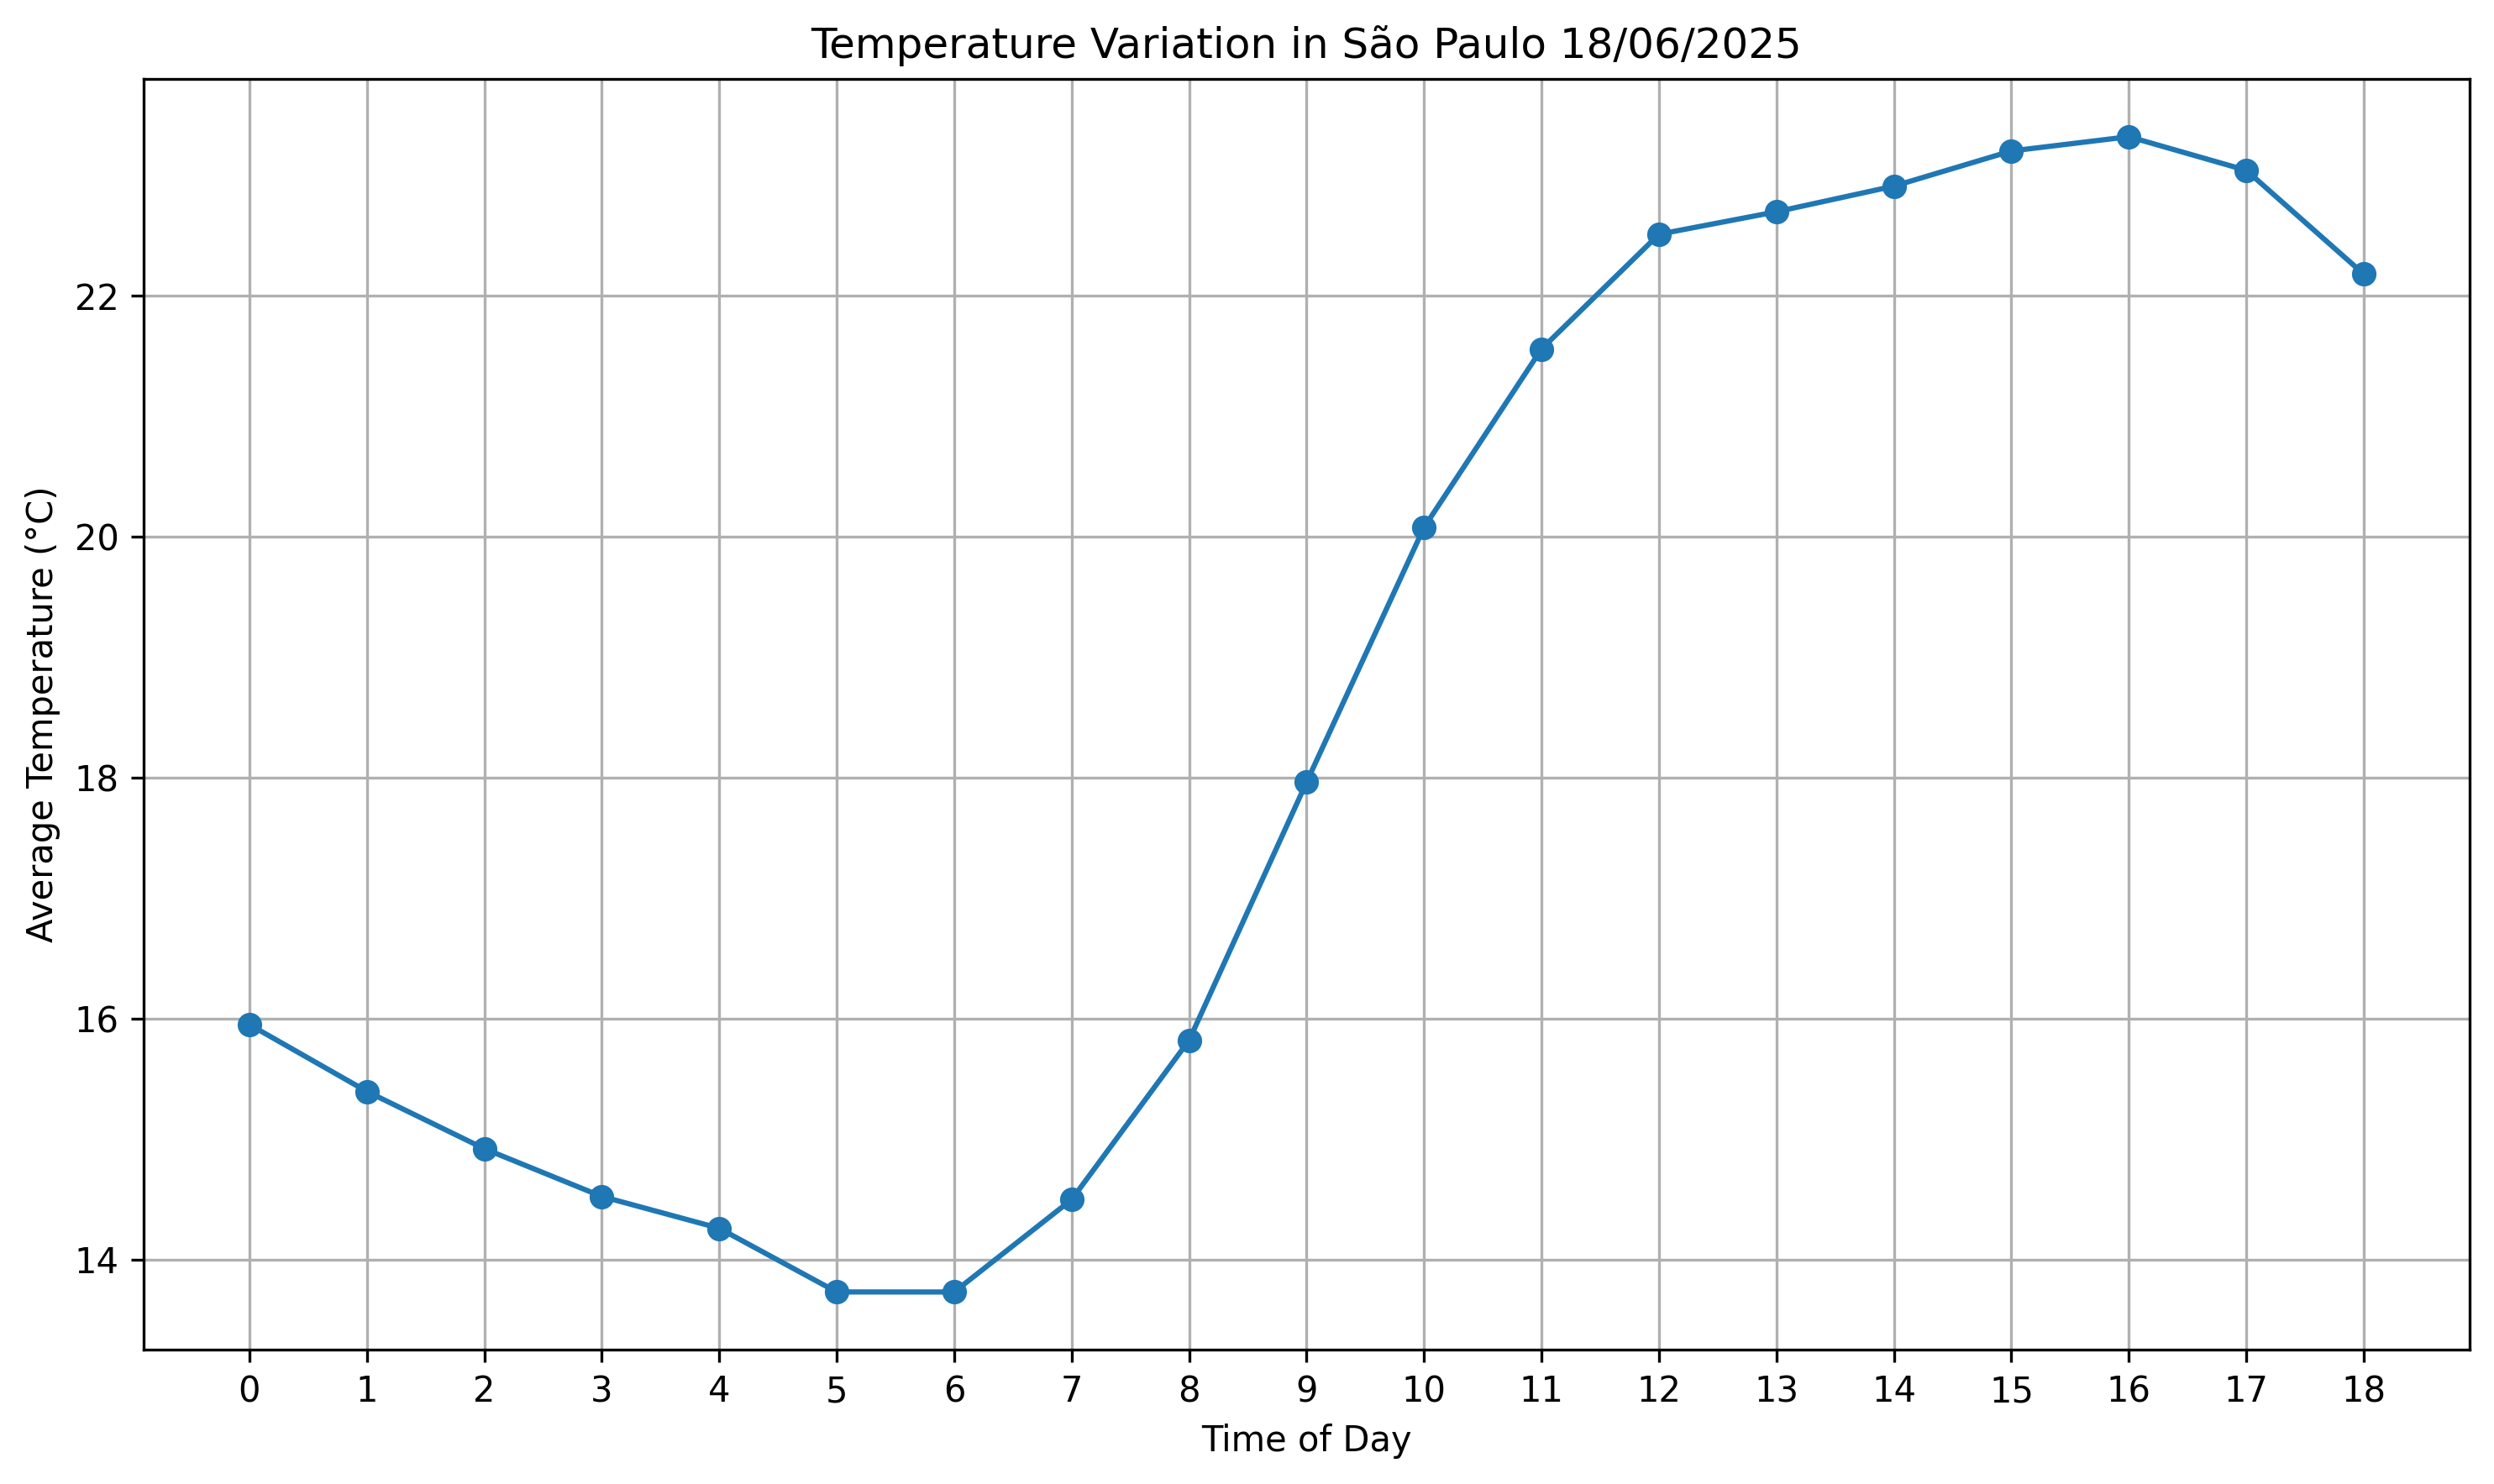 Temperature Variation in São Paulo 18/06/2025
Average Temperature (°C)
22
20
18
16
14
0 1 2 3 4 5 6 7 8 9 10 11 12 13 14 15 16 17 18
Time of Day